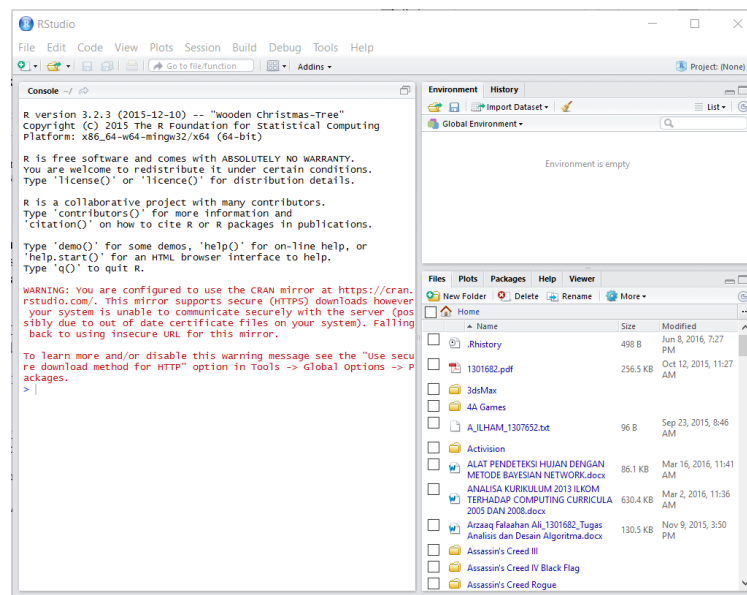 RStudio
File Edit Code View Plots Session Build Debug Tools Help
Go to file/function Addins Project: (None)
Console ~/
R version 3.2.3 (2015-12-10) -- "Wooden Christmas-Tree"
Copyright (C) 2015 The R Foundation for Statistical Computing
Platform: x86_64-w64-mingw32/x64 (64-bit)
R is free software and comes with ABSOLUTELY NO WARRANTY.
You are welcome to redistribute it under certain conditions.
Type 'license()' or 'licence()' for distribution details.
R is a collaborative project with many contributors.
Type 'contributors()' for more information and
'citation()' on how to cite R or R packages in publications.
Type 'demo()' for some demos, 'help()' for on-line help, or
'help.start()' for an HTML browser interface to help.
Type 'q()' to quit R.
WARNING: You are configured to use the CRAN mirror at https://cran.
rstudio.com/. This mirror supports secure (HTTPS) downloads however
your system is unable to communicate securely with the server (pos
sibly due to out of date certificate files on your system). Falling
back to using insecure URL for this mirror.
To learn more and/or disable this warning message see the "Use secu
re download method for HTTP" option in Tools -> Global Options -> P
ackages.
>
Environment History
Import Dataset List
Global Environment
Environment is empty
Files Plots Packages Help Viewer
New Folder Delete Rename More
Home
Name Size Modified
.Rhistory 498 B Jun 8, 2016, 7:27
PM
1301682.pdf 256.5 KB Oct 12, 2015, 11:27
AM
3dsMax
4A Games
A_ILHAM_1307652.txt 96 B Sep 23, 2015, 8:46
AM
Activision
ALAT PENDETEKSI HUJAN DENGAN
METODE BAYESIAN NETWORK.docx 86.1 KB Mar 16, 2016, 11:41
AM
ANALISA KURIKULUM 2013 ILKOM
TERHADAP COMPUTING CURRICULA
2005 DAN 2008.docx 630.4 KB Mar 2, 2016, 11:36
AM
Arzaaq Falaahan Ali_1301682_Tugas
Analisis dan Desain Algoritma.docx 130.5 KB Nov 9, 2015, 3:50
PM
Assassin's Creed III
Assassin's Creed IV Black Flag
Assassin's Creed Rogue